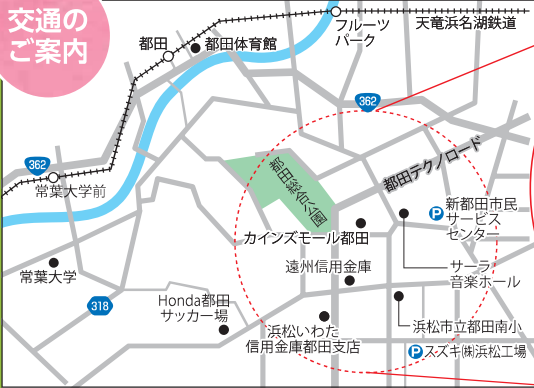 交通の
ご案内
フルーツ
パーク
天竜浜名湖鉄道
都田
都田体育館
362
362
都田テクノロード
都田総合公園
常葉大学前
P
新都田市民
サービス
センター
カインズモール都田
常葉大学
遠州信用金庫
サーラ
音楽ホール
318
Honda都田
サッカー場
浜松いわた
信用金庫都田支店
浜松市立都田南小
P
スズキ㈱浜松工場